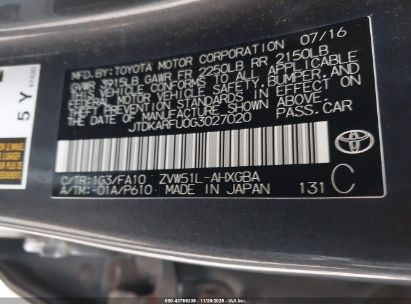 MFD.BY: TOYOTA MOTOR CORPORATION 07/16
GVWR 3915LB GAWR FR 2250LB RR 2150LB
THIS VEHICLE CONFORMS TO ALL APPLICABLE
FEDERAL MOTOR VEHICLE SAFETY, BUMPER, AND
THEFT PREVENTION STANDARDS IN EFFECT ON
THE DATE OF MANUFACTURE SHOWN ABOVE.
JTDKARFU0G3027020 PASS.CAR
C/TR:1G3/FA10 ZVW51L-AHXGBA
A/TM:-01A/P610 MADE IN JAPAN 131 C
TOYOTA
5 Y